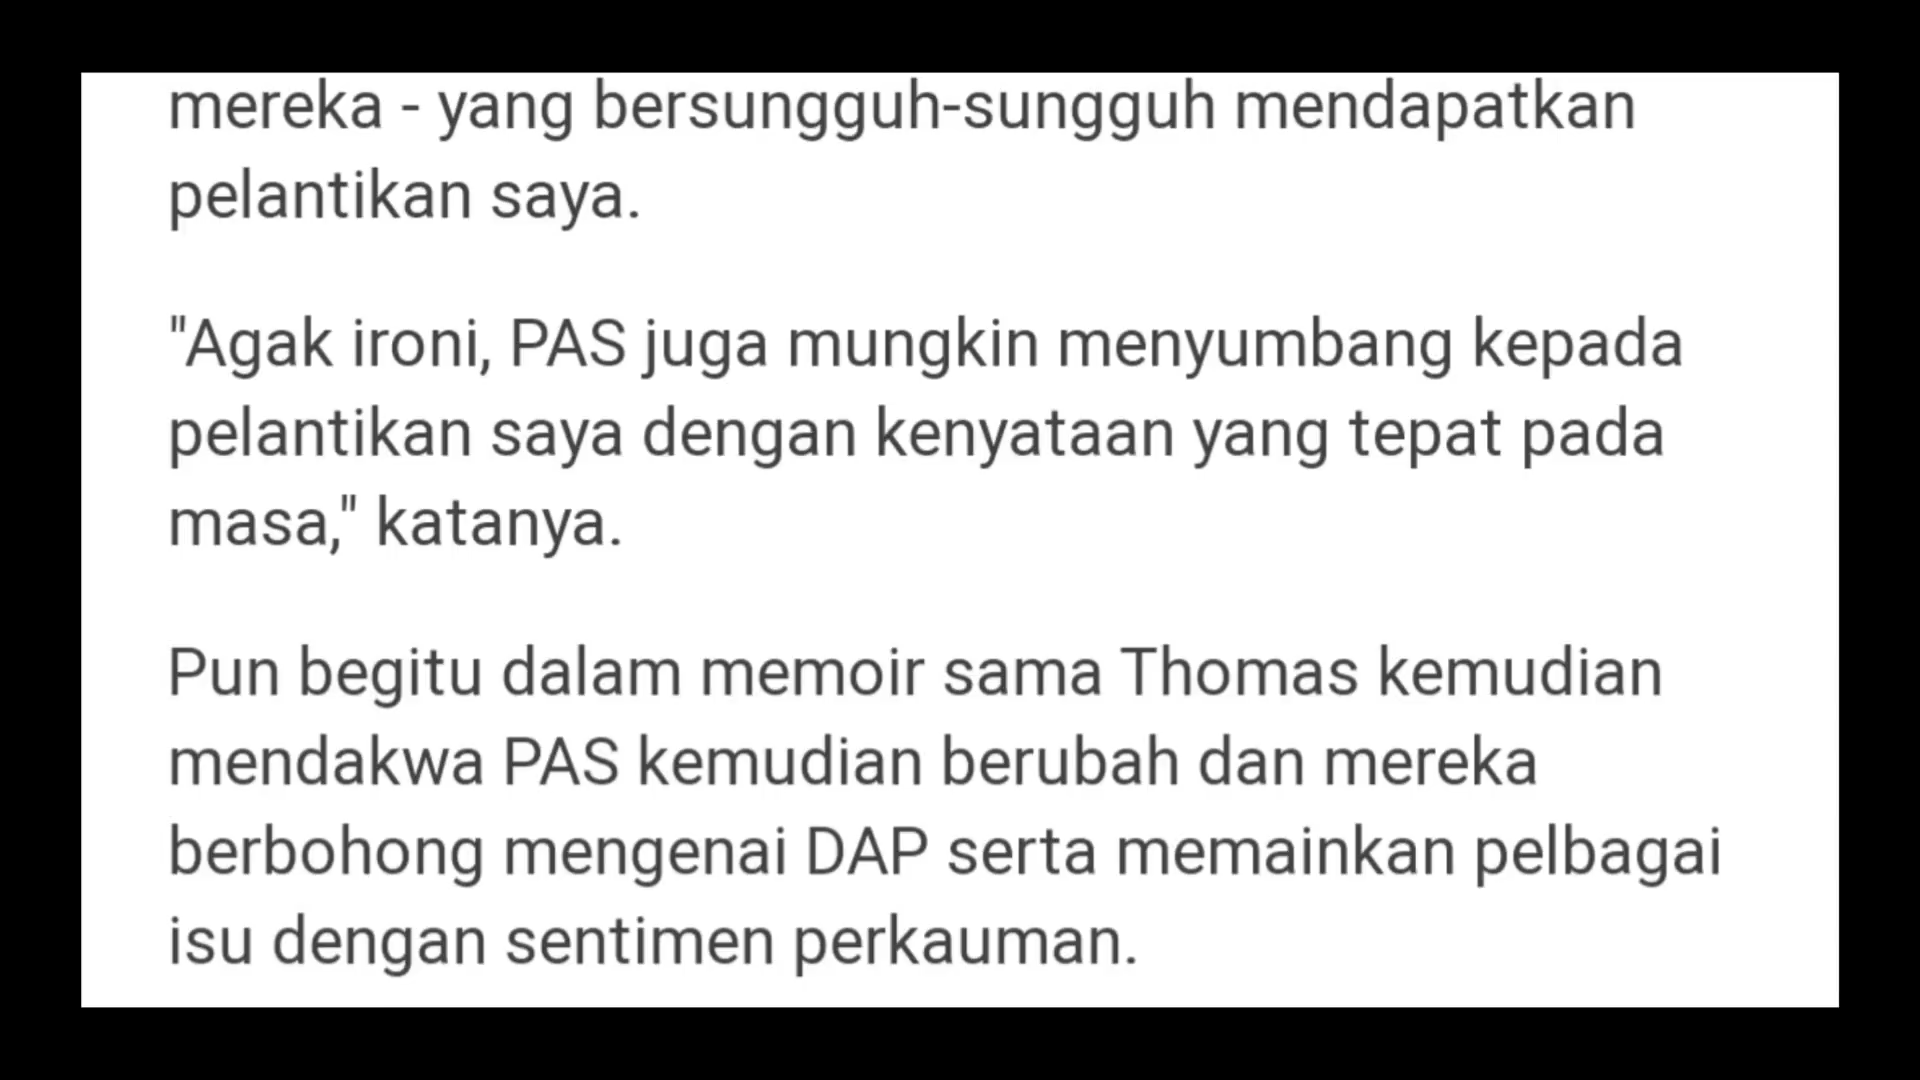 mereka - yang bersungguh-sungguh mendapatkan
pelantikan saya.
"Agak ironi, PAS juga mungkin menyumbang kepada
pelantikan saya dengan kenyataan yang tepat pada
masa," katanya.
Pun begitu dalam memoir sama Thomas kemudian
mendakwa PAS kemudian berubah dan mereka
berbohong mengenai DAP serta memainkan pelbagai
isu dengan sentimen perkauman.